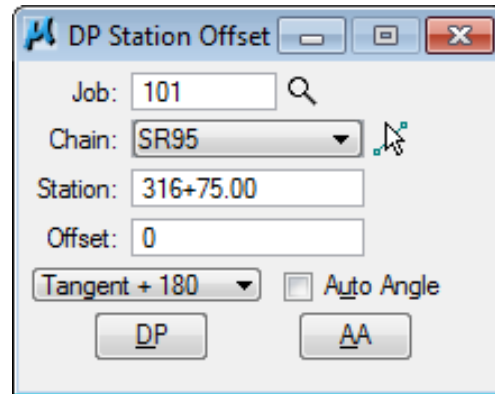 DP Station Offset
Job: 101
Chain: SR95
Station: 316+75.00
Offset: 0
Tangent + 180 Auto Angle
DP AA